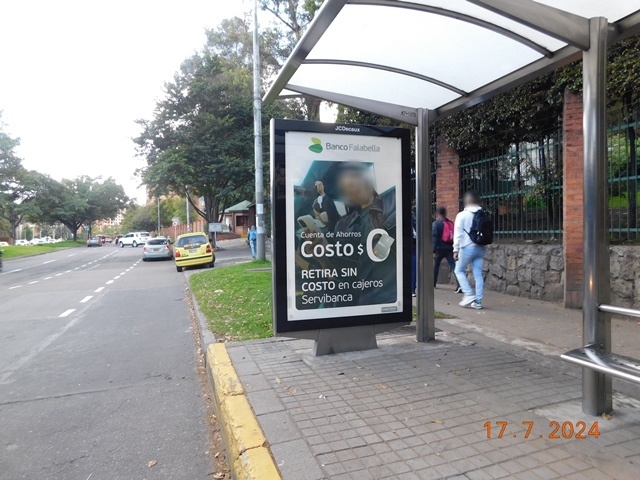 JCDecaux
Banco Falabella
Cuenta de Ahorros
Costo $0
RETIRA SIN
COSTO en cajeros
Servibanca
17.7.2024